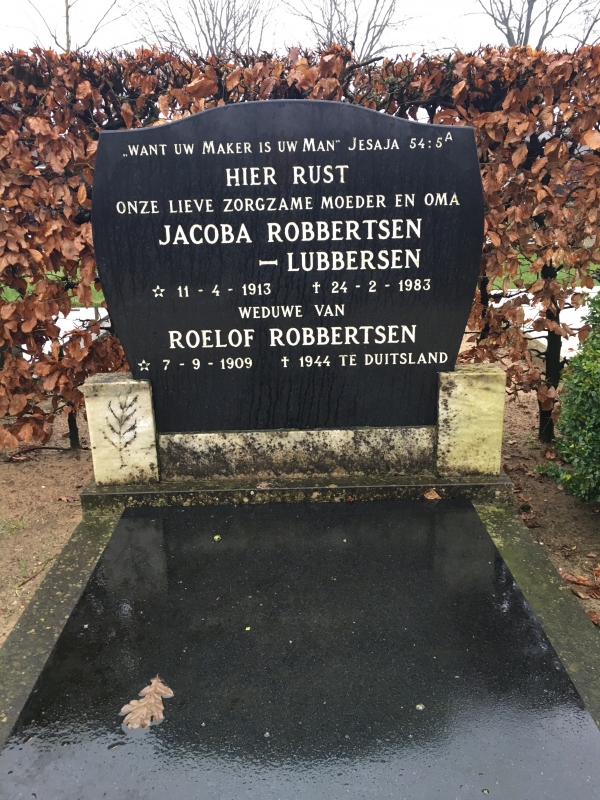 „WANT UW MAKER IS UW MAN" JESAJA 54:5A
HIER RUST
ONZE LIEVE ZORGZAME MOEDER EN OMA
JACOBA ROBBERTSEN
– LUBBERSEN
☆ 11 - 4 - 1913 † 24 - 2 - 1983
WEDUWE VAN
ROELOF ROBBERTSEN
☆ 7 - 9 - 1909 † 1944 TE DUITSLAND